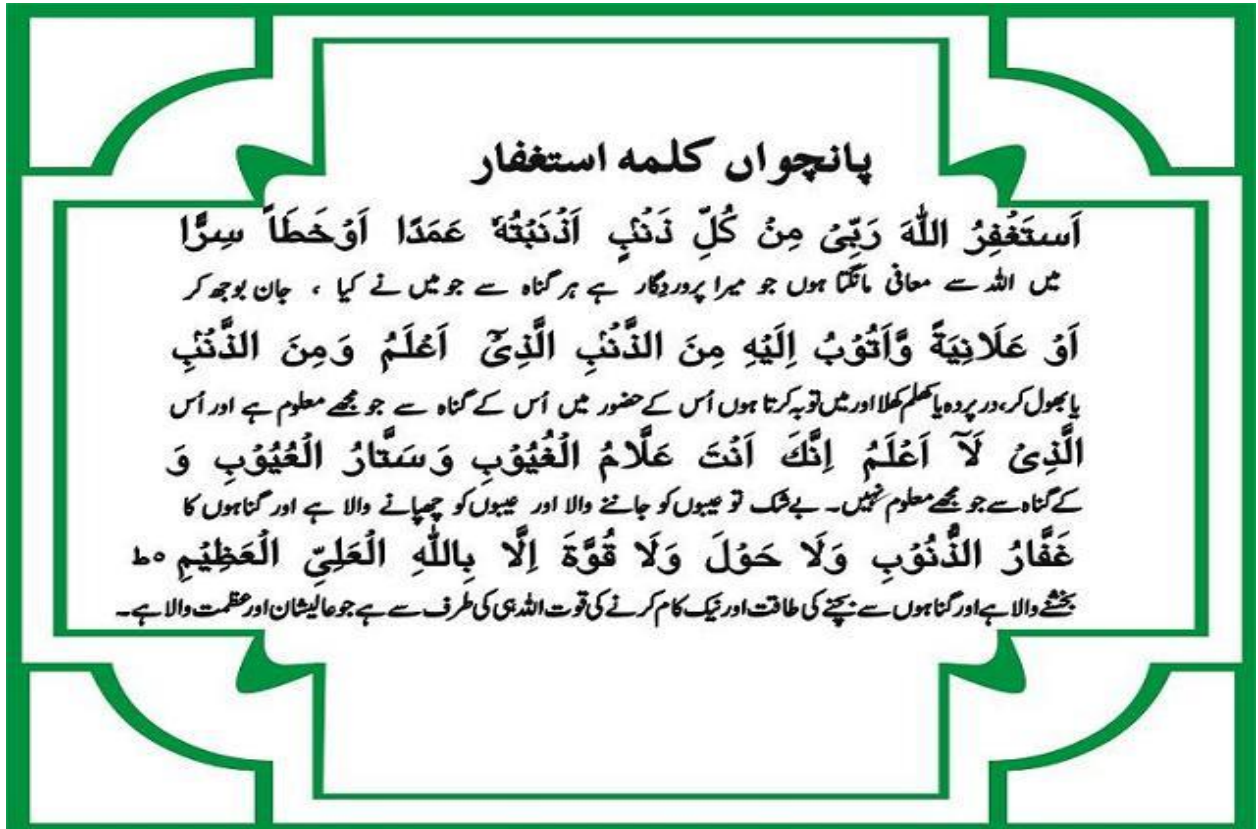 پانچواں کلمہ استغفار
اَسْتَغْفِرُ اللّٰهَ رَبِّیْ مِنْ كُلِّ ذَنْۢبٍ اَذْنَبْتُهٗ عَمَدًا اَوْ خَطَأً سِرًّا
میں اللہ سے معافی مانگتا ہوں جو میرا پروردگار ہے ہر گناہ سے جو میں نے کیا ، جان بوجھ کر
اَوْ عَلَانِيَةً وَّاَتُوْبُ اِلَيْهِ مِنَ الذَّنْۢبِ الَّذِیْٓ اَعْلَمُ وَمِنَ الذَّنْۢبِ
یا بھول کر، در پردہ یا کھلم کھلا اور میں توبہ کرتا ہوں اُس کے حضور میں اُس کے گناہ سے جو مجھے معلوم ہے اور اُس
الَّذِیْ لَآ اَعْلَمُ اِنَّكَ اَنْتَ عَلَّامُ الْغُيُوْبِ وَسَتَّارُ الْعُيُوْبِ وَ
کے گناہ سے جو مجھے معلوم نہیں۔ بے شک تو عیبوں کو جاننے والا اور عیبوں کو چھپانے والا ہے اور گناہوں کا
غَفَّارُ الذُّنُوْبِ وَلَا حَوْلَ وَلَا قُوَّةَ اِلَّا بِاللّٰهِ الْعَلِیِّ الْعَظِيْمِ ہ ط
بخشنے والا ہے اور گناہوں سے بچنے کی طاقت اور نیک کام کرنے کی قوت اللہ ہی کی طرف سے ہے جو عالیشان اور عظمت والا ہے۔